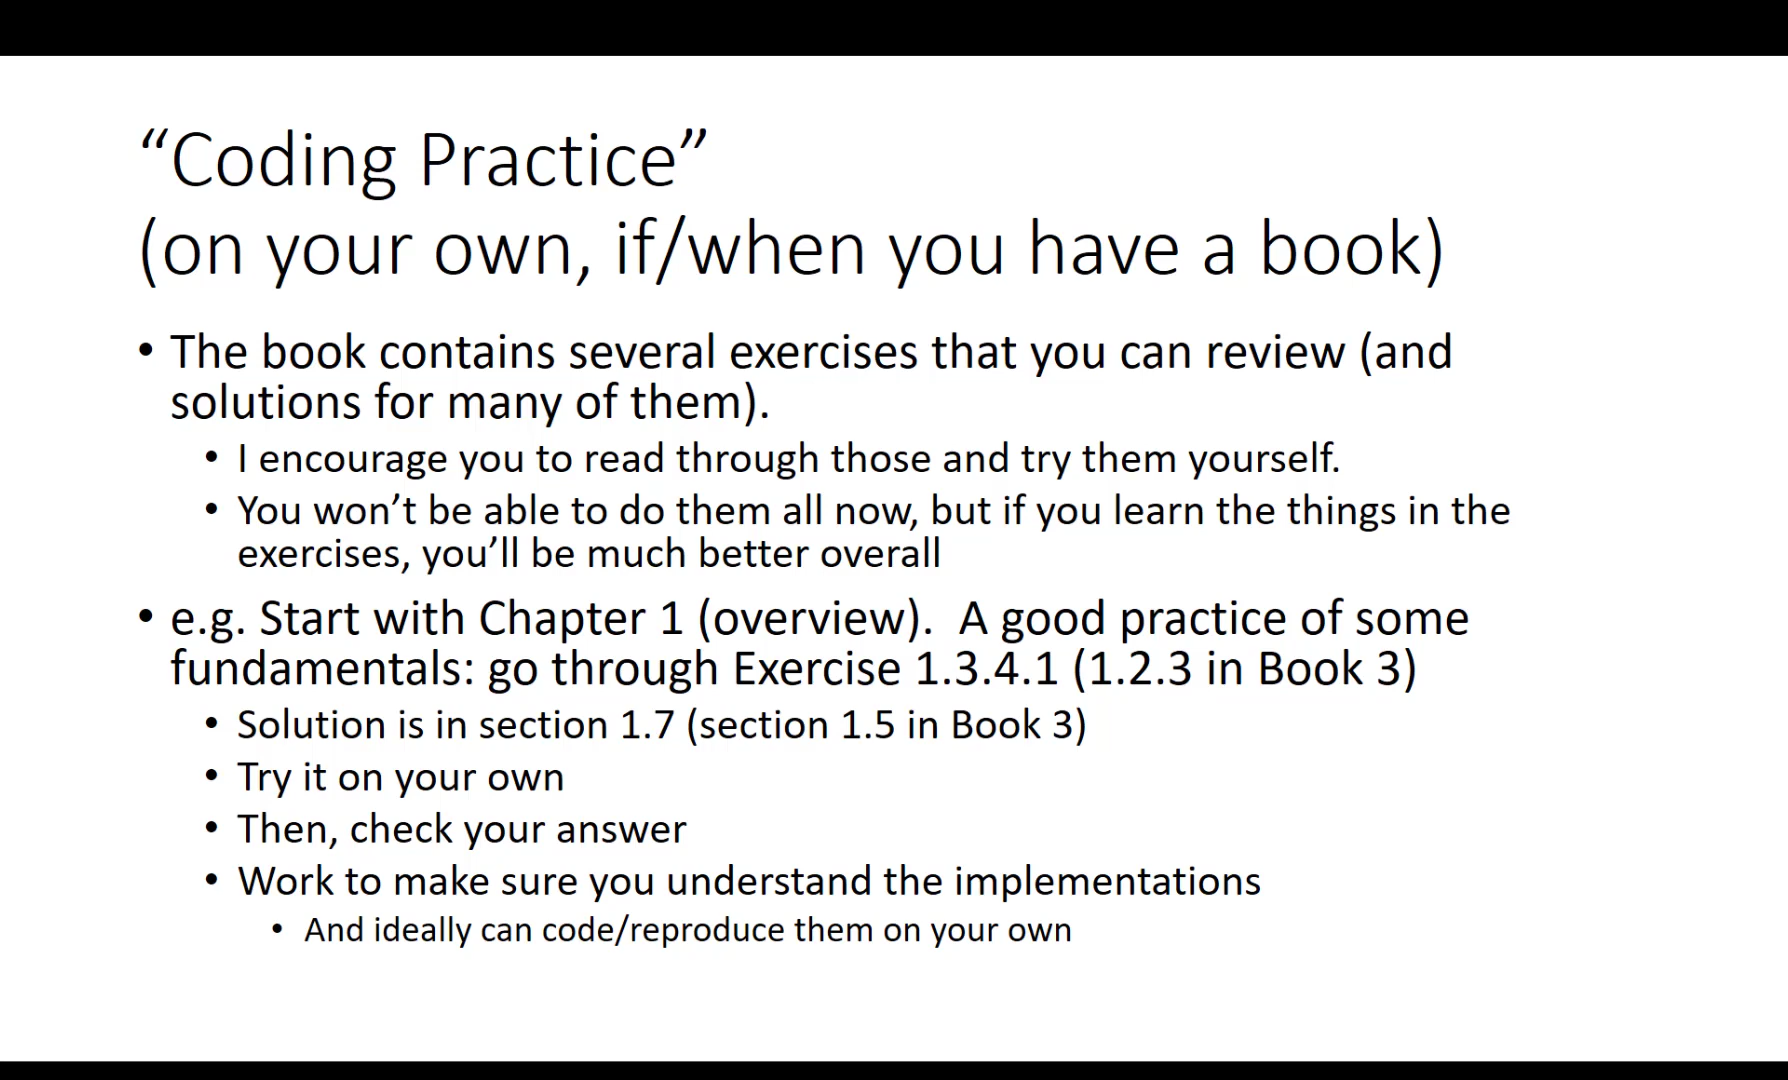 “Coding Practice”
(on your own, if/when you have a book)
• The book contains several exercises that you can review (and
solutions for many of them).
• I encourage you to read through those and try them yourself.
• You won’t be able to do them all now, but if you learn the things in the
exercises, you’ll be much better overall
• e.g. Start with Chapter 1 (overview).  A good practice of some
fundamentals: go through Exercise 1.3.4.1 (1.2.3 in Book 3)
• Solution is in section 1.7 (section 1.5 in Book 3)
• Try it on your own
• Then, check your answer
• Work to make sure you understand the implementations
• And ideally can code/reproduce them on your own